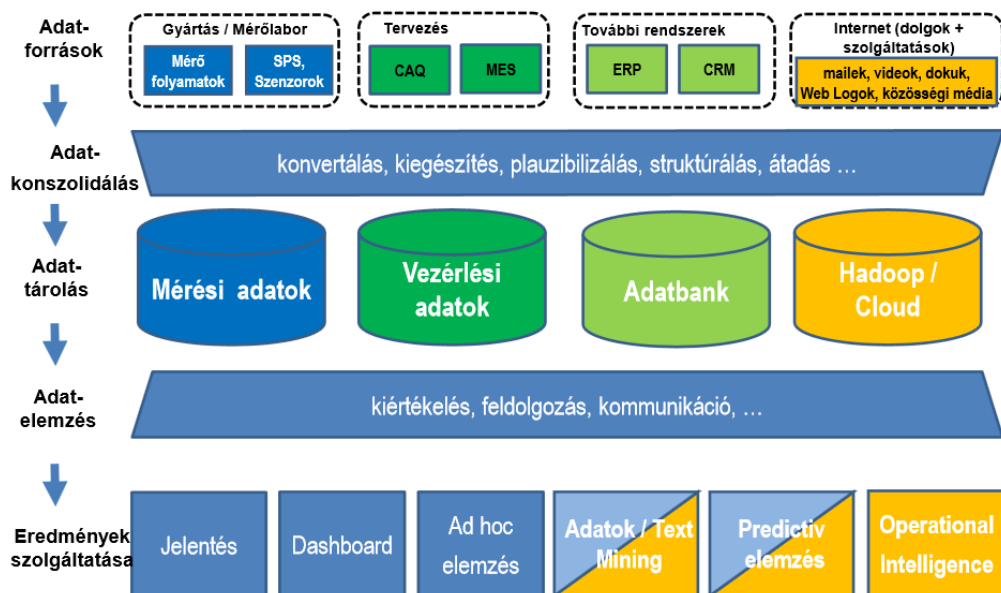 Adat-
források
Gyártás / Mérőlabor
Mérő
folyamatok
SPS,
Szenzorok
Tervezés
CAQ
MES
További rendszerek
ERP
CRM
Internet (dolgok +
szolgáltatások)
mailek, videok, dokuk,
Web Logok, közösségi média
Adat-
konszolidálás
konvertálás, kiegészítés, plauzibilizálás, struktúrálás, átadás ...
Adat-
tárolás
Mérési adatok
Vezérlési
adatok
Adatbank
Hadoop /
Cloud
Adat-
elemzés
kiértékelés, feldolgozás, kommunikáció, ...
Eredmények
szolgáltatása
Jelentés
Dashboard
Ad hoc
elemzés
Adatok / Text
Mining
Predictiv
elemzés
Operational
Intelligence